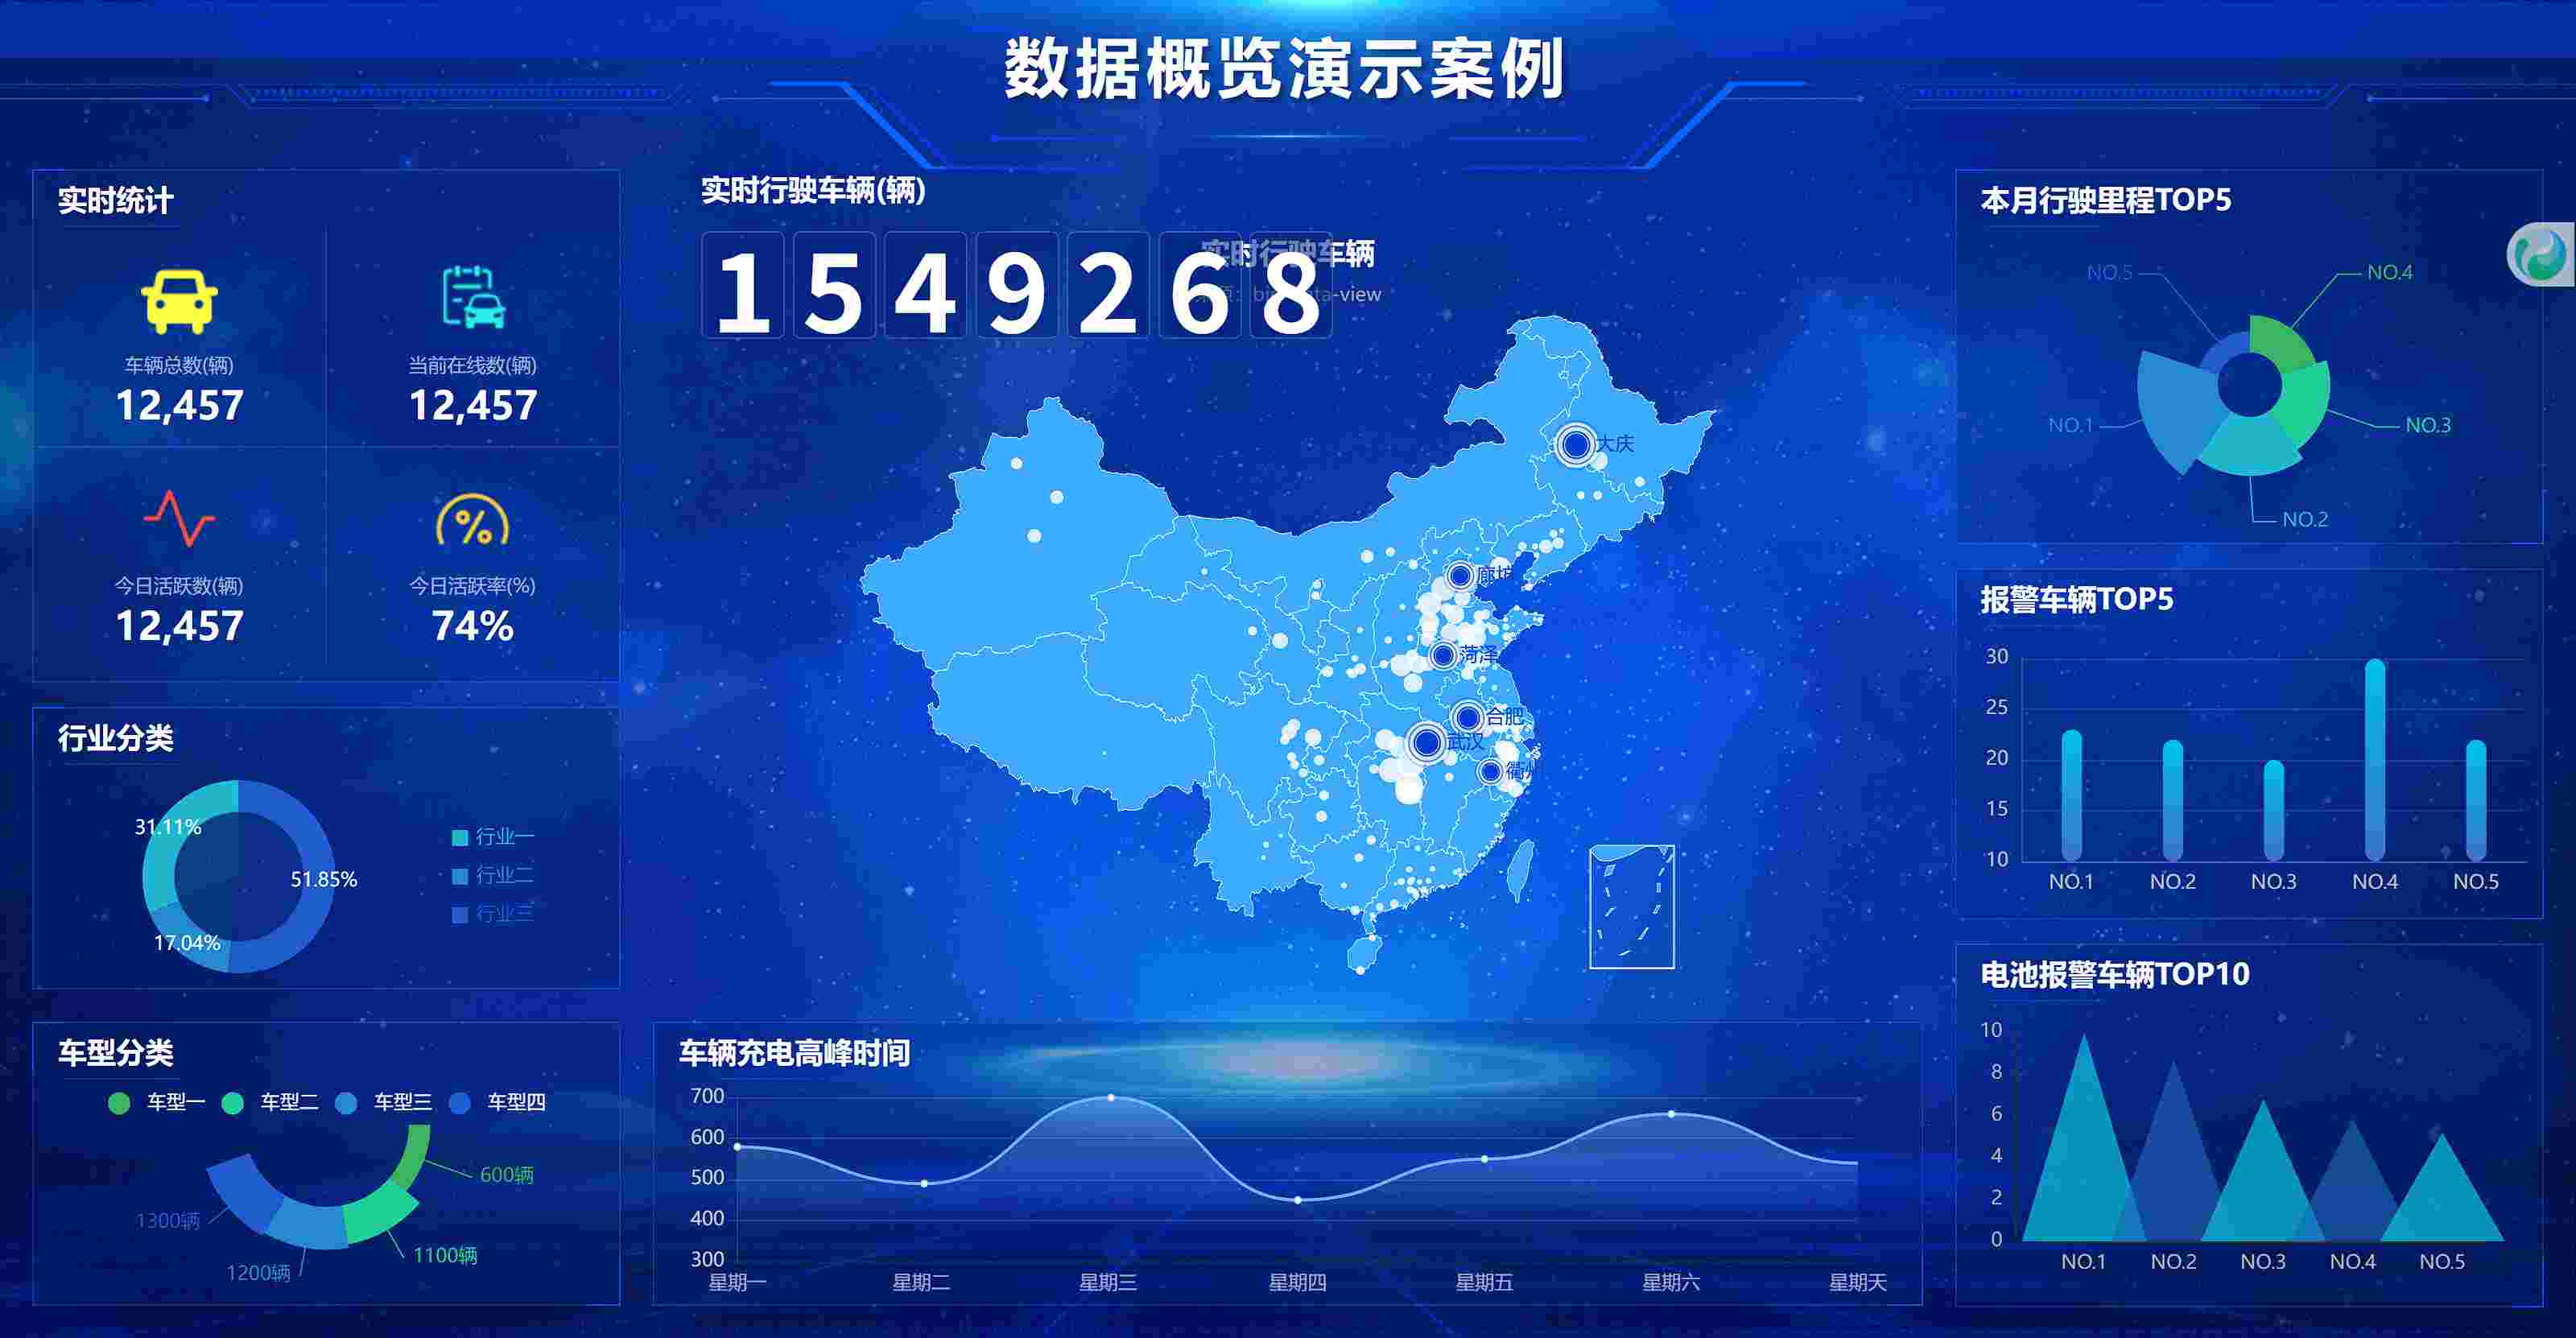 数据概览演示案例
实时统计
车辆总数(辆)
12,457
当前在线数(辆)
12,457
今日活跃数(辆)
12,457
今日活跃率(%)
74%
行业分类
31.11%
51.85%
17.04%
行业一
行业二
行业三
车型分类
车型一
车型二
车型三
车型四
600辆
1300辆
1100辆
1200辆
实时行驶车辆(辆)
1549268
实时行驶车辆
大庆
廊坊
菏泽
合肥
武汉
衢州
车辆充电高峰时间
700
600
500
400
300
星期一
星期二
星期三
星期四
星期五
星期六
星期天
本月行驶里程TOP5
NO.5
NO.4
NO.1
NO.3
NO.2
报警车辆TOP5
30
25
20
15
10
NO.1
NO.2
NO.3
NO.4
NO.5
电池报警车辆TOP10
10
8
6
4
2
0
NO.1
NO.2
NO.3
NO.4
NO.5